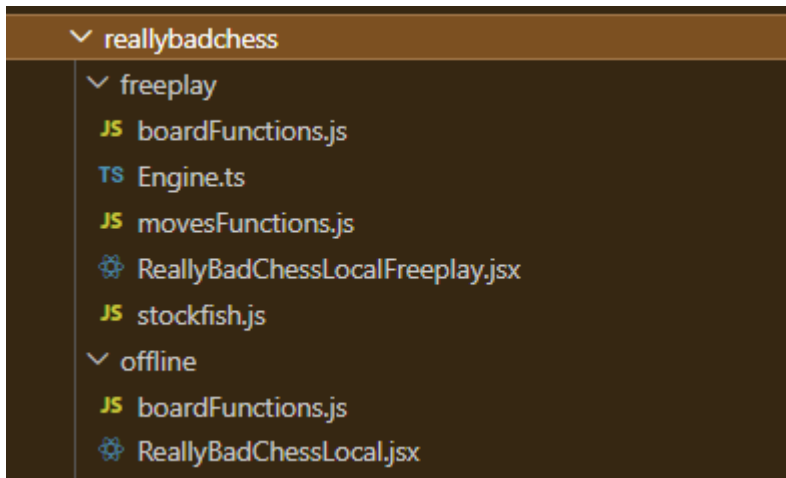 reallybadchess
freeplay
JS boardFunctions.js
TS Engine.ts
JS movesFunctions.js
ReallyBadChessLocalFreeplay.jsx
JS stockfish.js
offline
JS boardFunctions.js
ReallyBadChessLocal.jsx